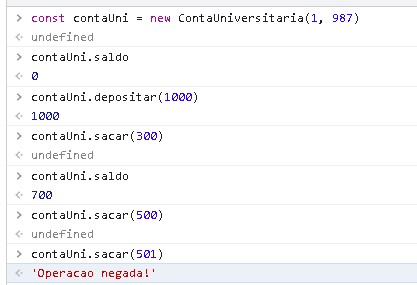 > const contaUni = new ContaUniversitaria(1, 987)
< undefined
> contaUni.saldo
< 0
> contaUni.depositar(1000)
< 1000
> contaUni.sacar(300)
< undefined
> contaUni.saldo
< 700
> contaUni.sacar(500)
< undefined
> contaUni.sacar(501)
< 'Operacao negada!'